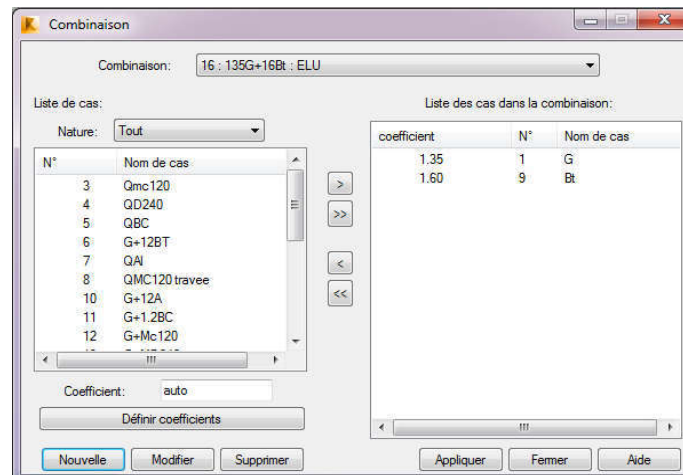 Combinaison
Combinaison: 16 : 135G+16Bt : ELU
Liste de cas:
Nature: Tout
N° Nom de cas
3 Qmc120
4 QD240
5 QBC
6 G+12BT
7 QAl
8 QMC120 travee
10 G+12A
11 G+1.2BC
12 G+Mc120
Coefficient: auto
Définir coefficients
Nouvelle Modifier Supprimer
> 
>>
<
<<
Liste des cas dans la combinaison:
coefficient N° Nom de cas
1.35 1 G
1.60 9 Bt
Appliquer Fermer Aide